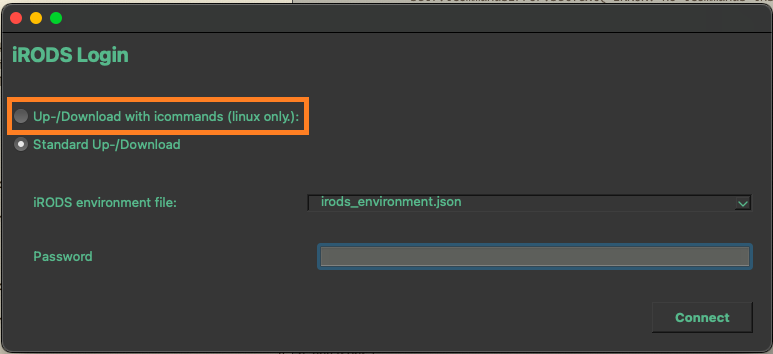 iRODS Login
Up-/Download with icommands (linux only.):
Standard Up-/Download
iRODS environment file:
irods_environment.json
Password
Connect